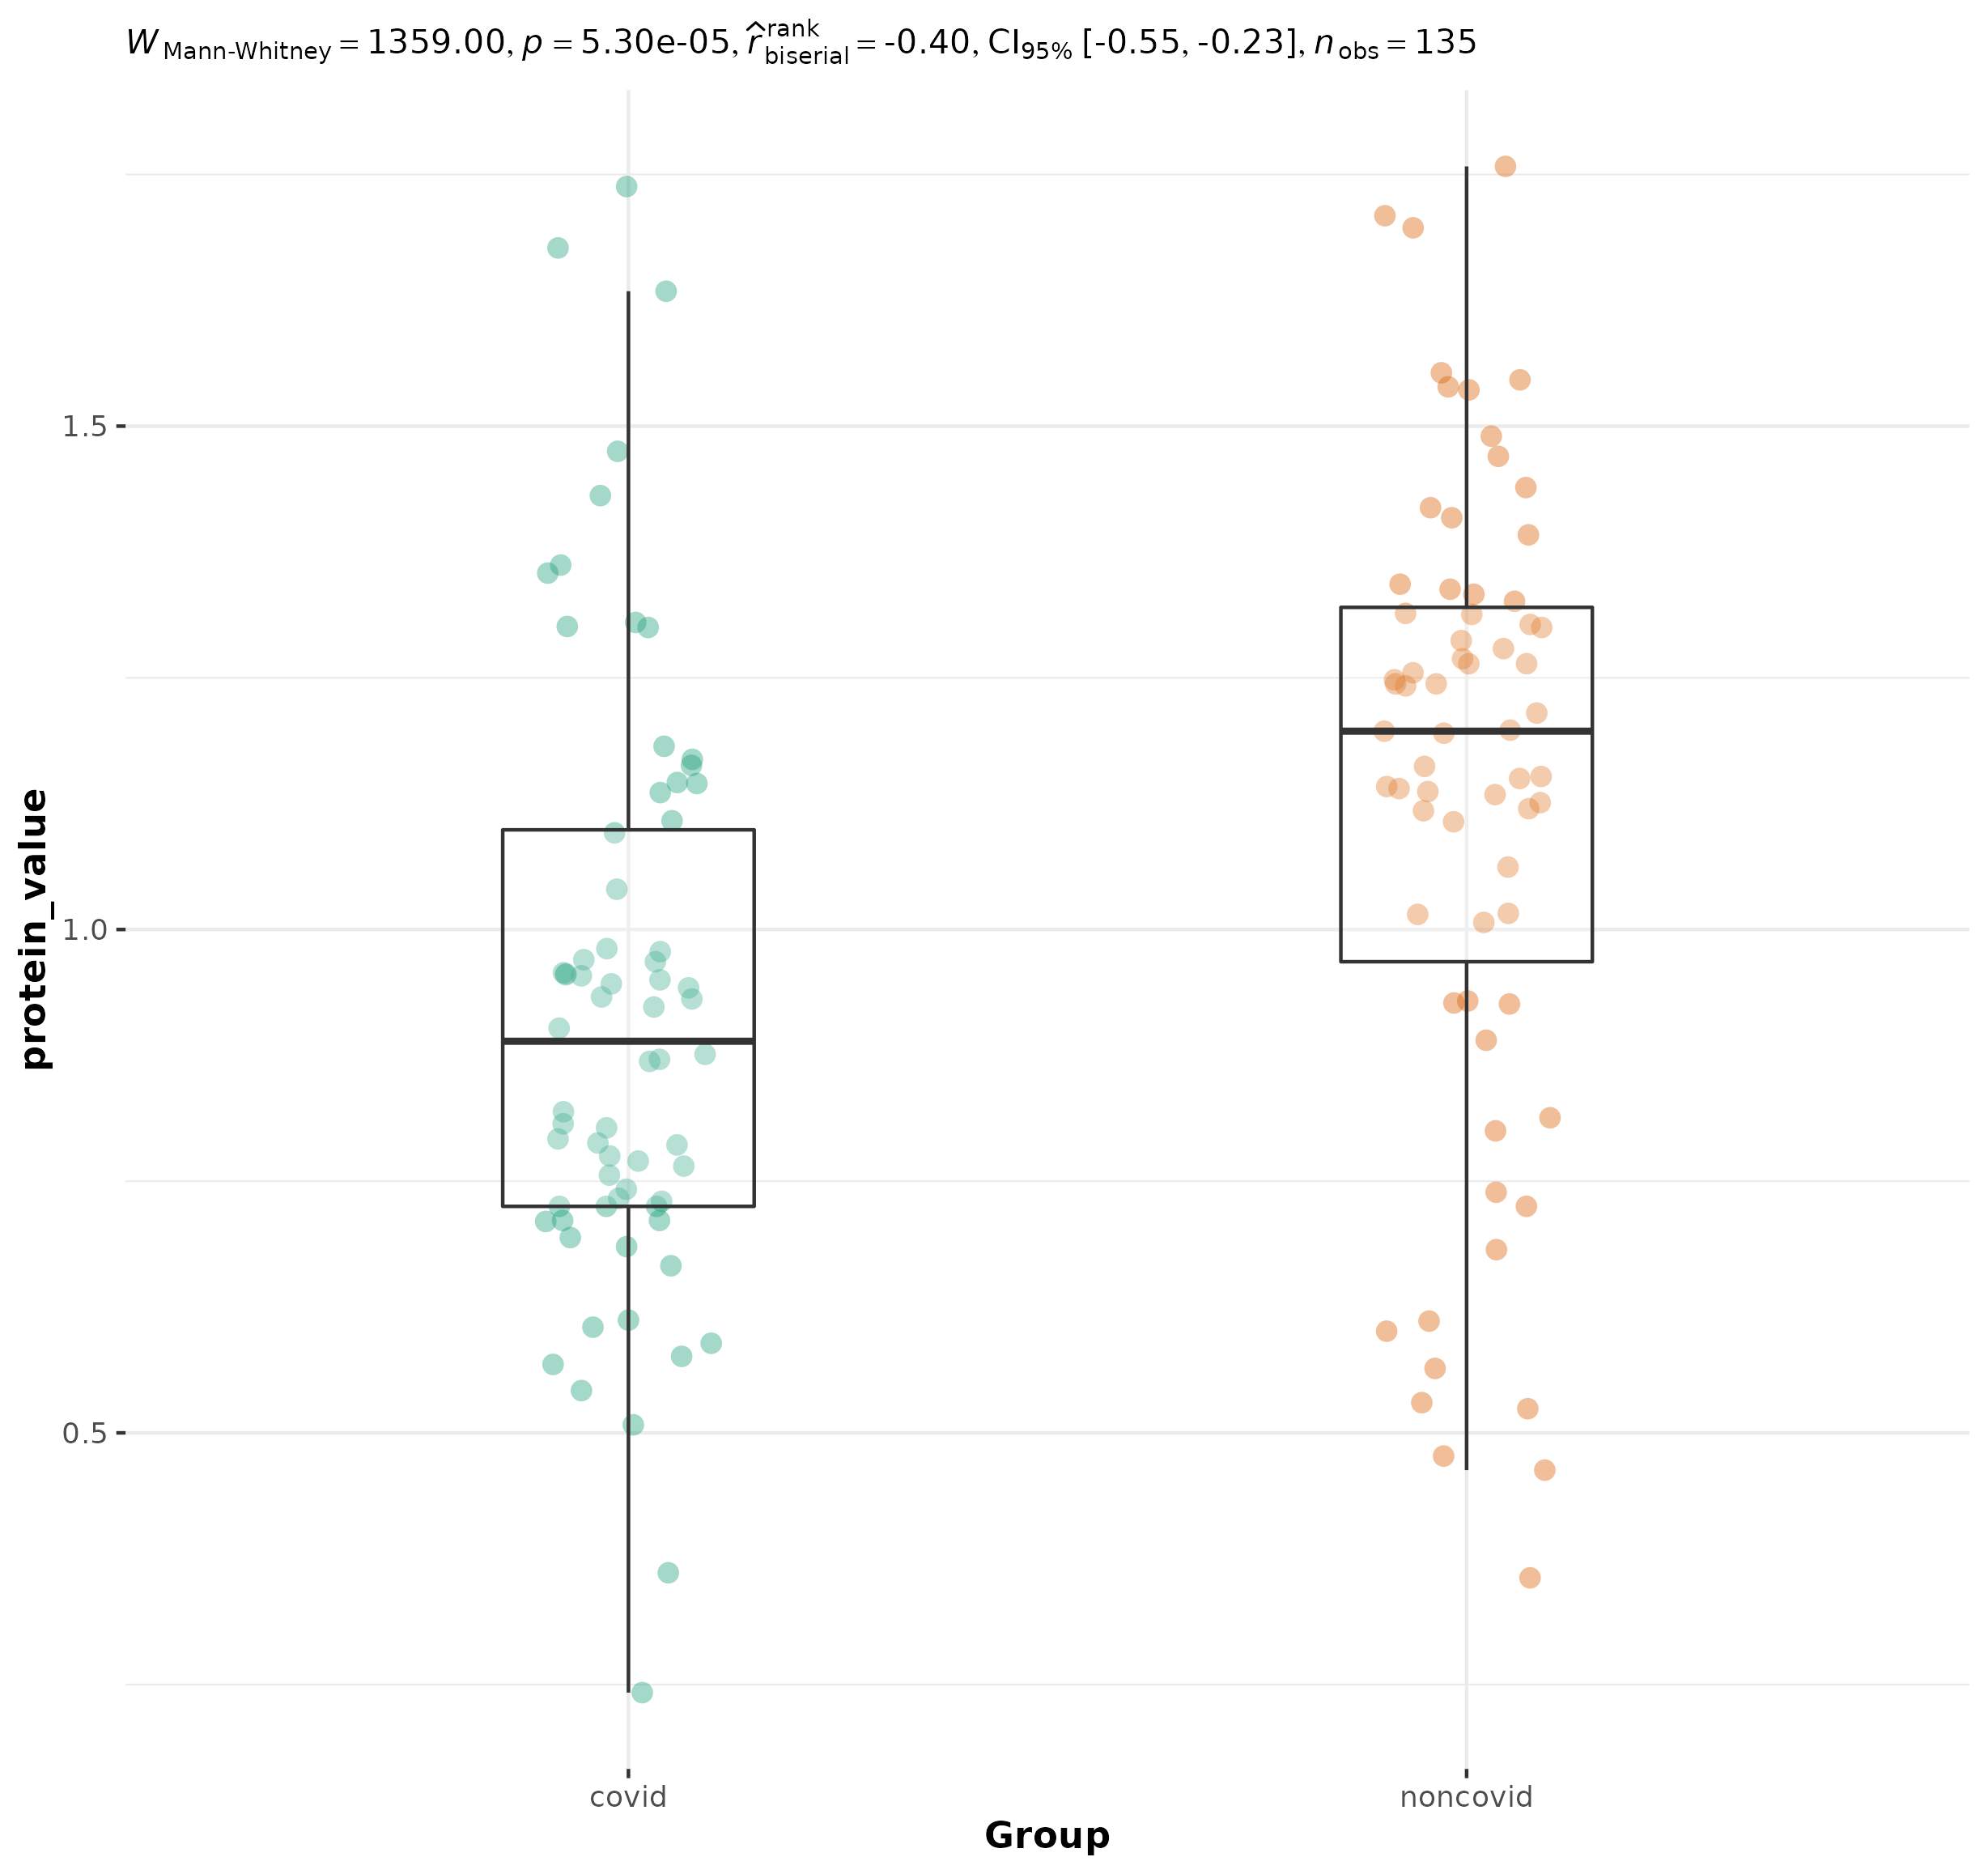 W Mann-Whitney = 1359.00, p = 5.30e-05, r̂ rank biserial = -0.40, CI95% [-0.55, -0.23], n obs = 135
1.5
1.0
0.5
protein_value
covid noncovid
Group